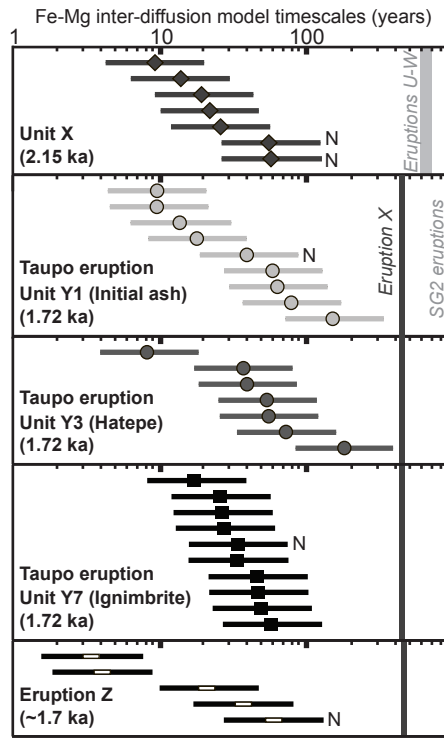 Fe-Mg inter-diffusion model timescales (years)
1 10 100
Eruptions U-W
N
Unit X
(2.15 ka)
N
Eruption X
SG2 eruptions
N
Taupo eruption
Unit Y1 (Initial ash)
(1.72 ka)
Taupo eruption
Unit Y3 (Hatepe)
(1.72 ka)
N
Taupo eruption
Unit Y7 (Ignimbrite)
(1.72 ka)
Eruption Z
(~1.7 ka)
N